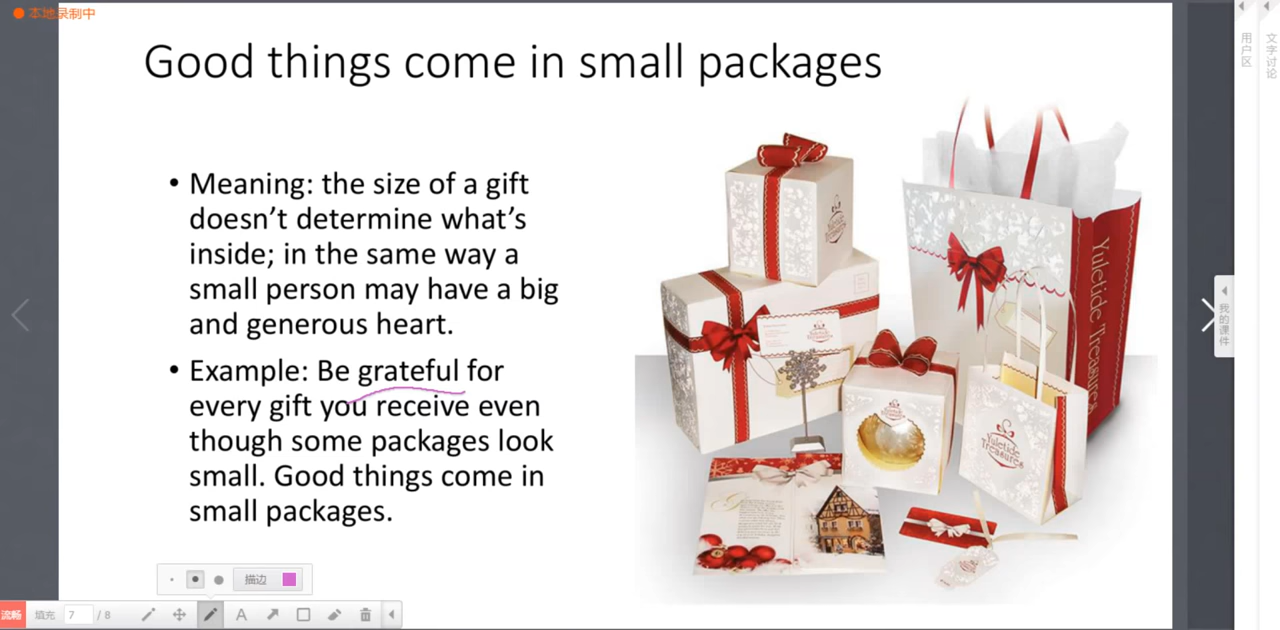 本地录制中
Good things come in small packages
• Meaning: the size of a gift
doesn't determine what's
inside; in the same way a
small person may have a big
and generous heart.
• Example: Be grateful for
every gift you receive even
though some packages look
small. Good things come in
small packages.
Yuletide Treasures
Yuletide
Treasures
用户区
文字讨论
我的课件
描边
流畅
填充
7
/ 8
A